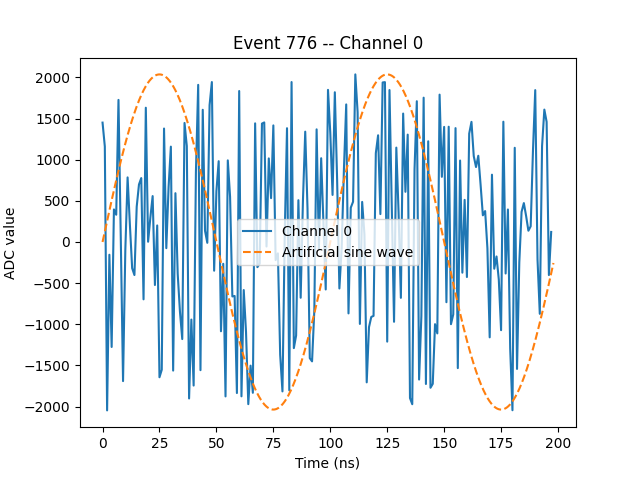 Event 776 -- Channel 0
ADC value
2000
1500
1000
500
0
−500
−1000
−1500
−2000
Channel 0
Artificial sine wave
0 25 50 75 100 125 150 175 200
Time (ns)